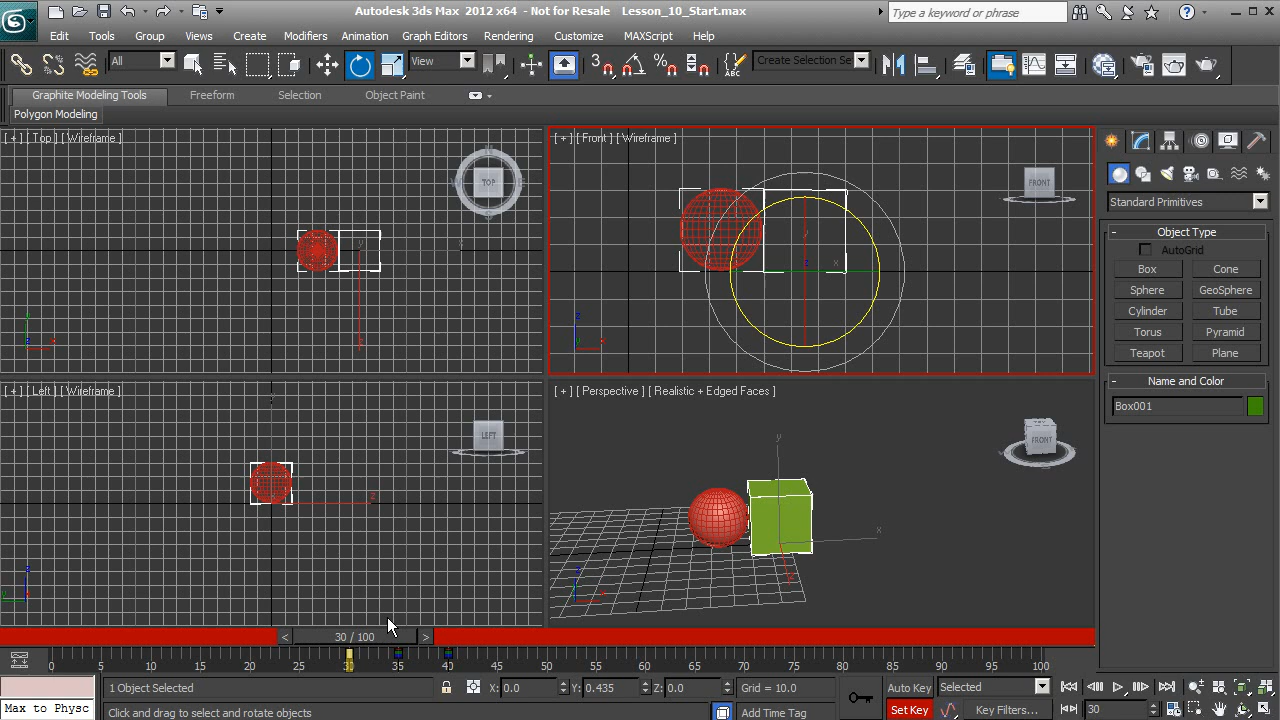 Autodesk 3ds Max 2012 x64 - Not for Resale Lesson_10_Start.max
Type a keyword or phrase
Edit Tools Group Views Create Modifiers Animation Graph Editors Rendering Customize MAXScript Help
All View 3 % ABC Create Selection Se
Graphite Modeling Tools Freeform Selection Object Paint
Polygon Modeling
[ + ] [ Top ] [ Wireframe ]
TOP
[ + ] [ Front ] [ Wireframe ]
FRONT
Standard Primitives
- Object Type
AutoGrid
Box Cone
Sphere GeoSphere
Cylinder Tube
Torus Pyramid
Teapot Plane
- Name and Color
Box001
[ + ] [ Left ] [ Wireframe ]
LEFT
[ + ] [ Perspective ] [ Realistic + Edged Faces ]
FRONT
< 30 / 100 >
0 5 10 15 20 25 30 35 40 45 50 55 60 65 70 75 80 85 90 95 100
1 Object Selected X: 0.0 Y: 0.435 Z: 0.0 Grid = 10.0 Auto Key Selected
Max to Physc Click and drag to select and rotate objects Add Time Tag Set Key Key Filters... 30